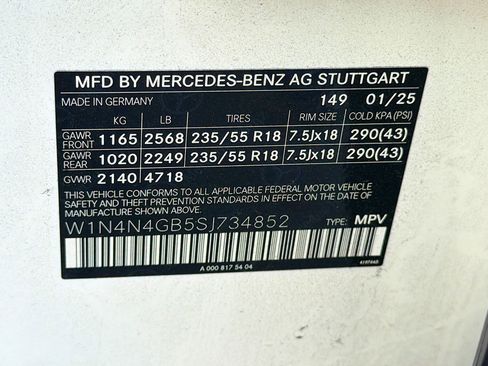 MFD BY MERCEDES-BENZ AG STUTTGART
MADE IN GERMANY 149 01/25
KG LB TIRES RIM SIZE COLD KPA (PSI)
GAWR FRONT 1165 2568 235/55 R18 7.5Jx18 290(43)
GAWR REAR 1020 2249 235/55 R18 7.5Jx18 290(43)
GVWR 2140 4718
THIS VEHICLE CONFORMS TO ALL APPLICABLE FEDERAL MOTOR VEHICLE
SAFETY AND THEFT PREVENTION STANDARDS IN EFFECT ON THE DATE OF
MANUFACTURE SHOWN ABOVE.
W1N4N4GB5SJ734852 TYPE: MPV
A 000 817 54 04